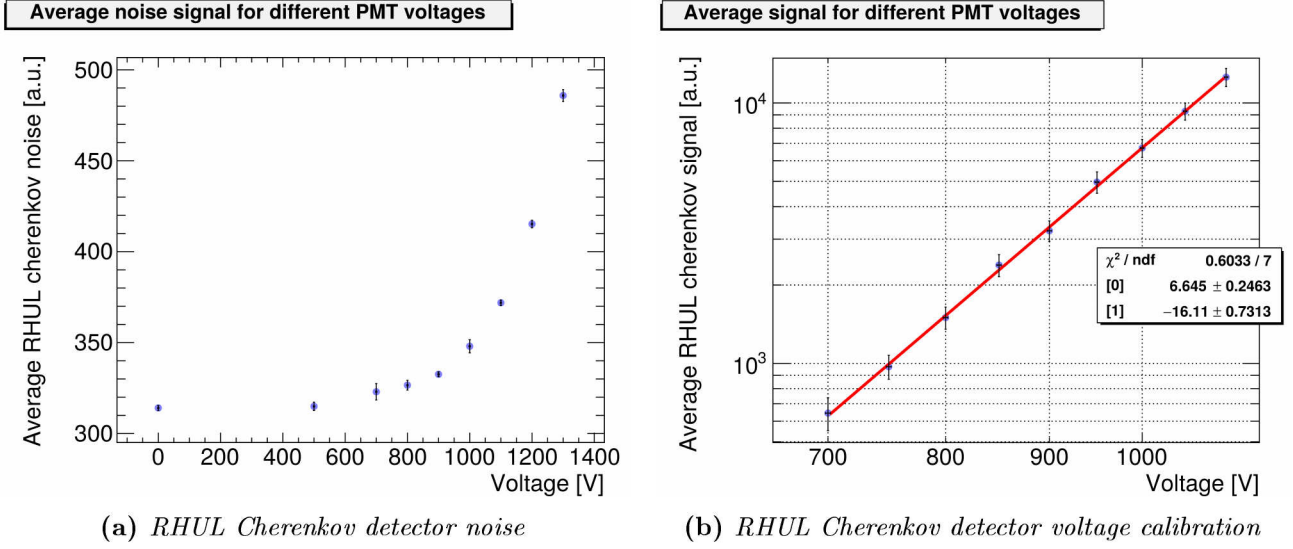 Average noise signal for different PMT voltages
Average RHUL cherenkov noise [a.u.]
500
450
400
350
300
0 200 400 600 800 1000 1200 1400
Voltage [V]
(a) RHUL Cherenkov detector noise
Average signal for different PMT voltages
Average RHUL cherenkov signal [a.u.]
10⁴
10³
χ² / ndf 0.6033 / 7
[0] 6.645 ± 0.2463
[1] −16.11 ± 0.7313
700 800 900 1000
Voltage [V]
(b) RHUL Cherenkov detector voltage calibration